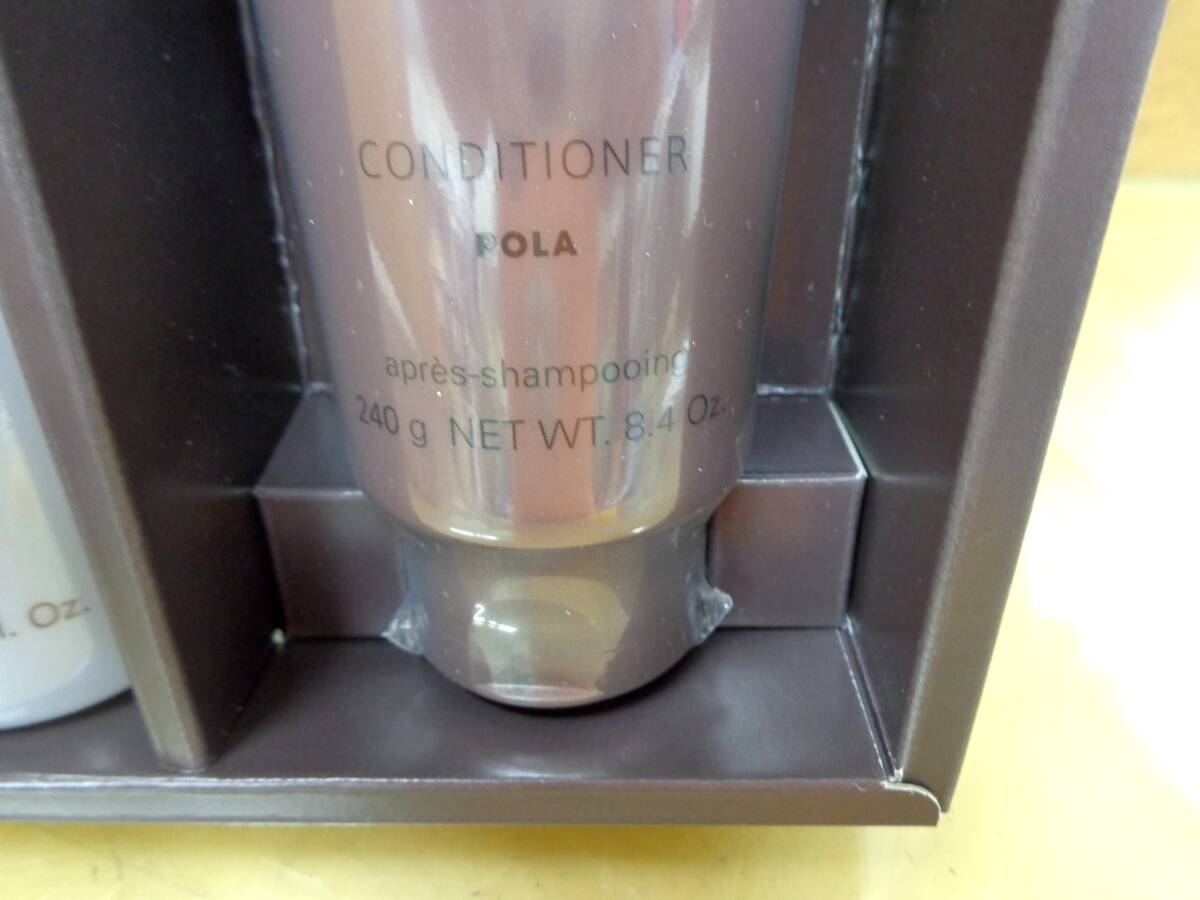 CONDITIONER
POLA
après-shampooing
240 g NET WT. 8.4 Oz.
Oz.